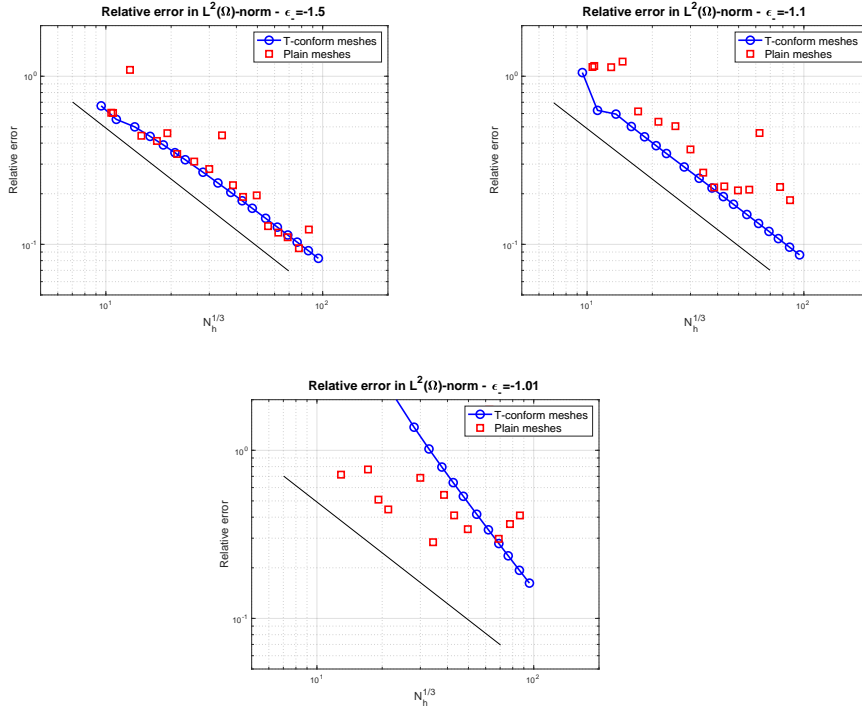 Relative error in L²(Ω)-norm - ϵ_=-1.5
T-conform meshes
Plain meshes
10⁰
10⁻¹
Relative error
10¹
10²
N_h^{1/3}
Relative error in L²(Ω)-norm - ϵ_=-1.1
T-conform meshes
Plain meshes
10⁰
10⁻¹
Relative error
10¹
10²
N_h^{1/3}
Relative error in L²(Ω)-norm - ϵ_=-1.01
T-conform meshes
Plain meshes
10⁰
10⁻¹
Relative error
10¹
10²
N_h^{1/3}